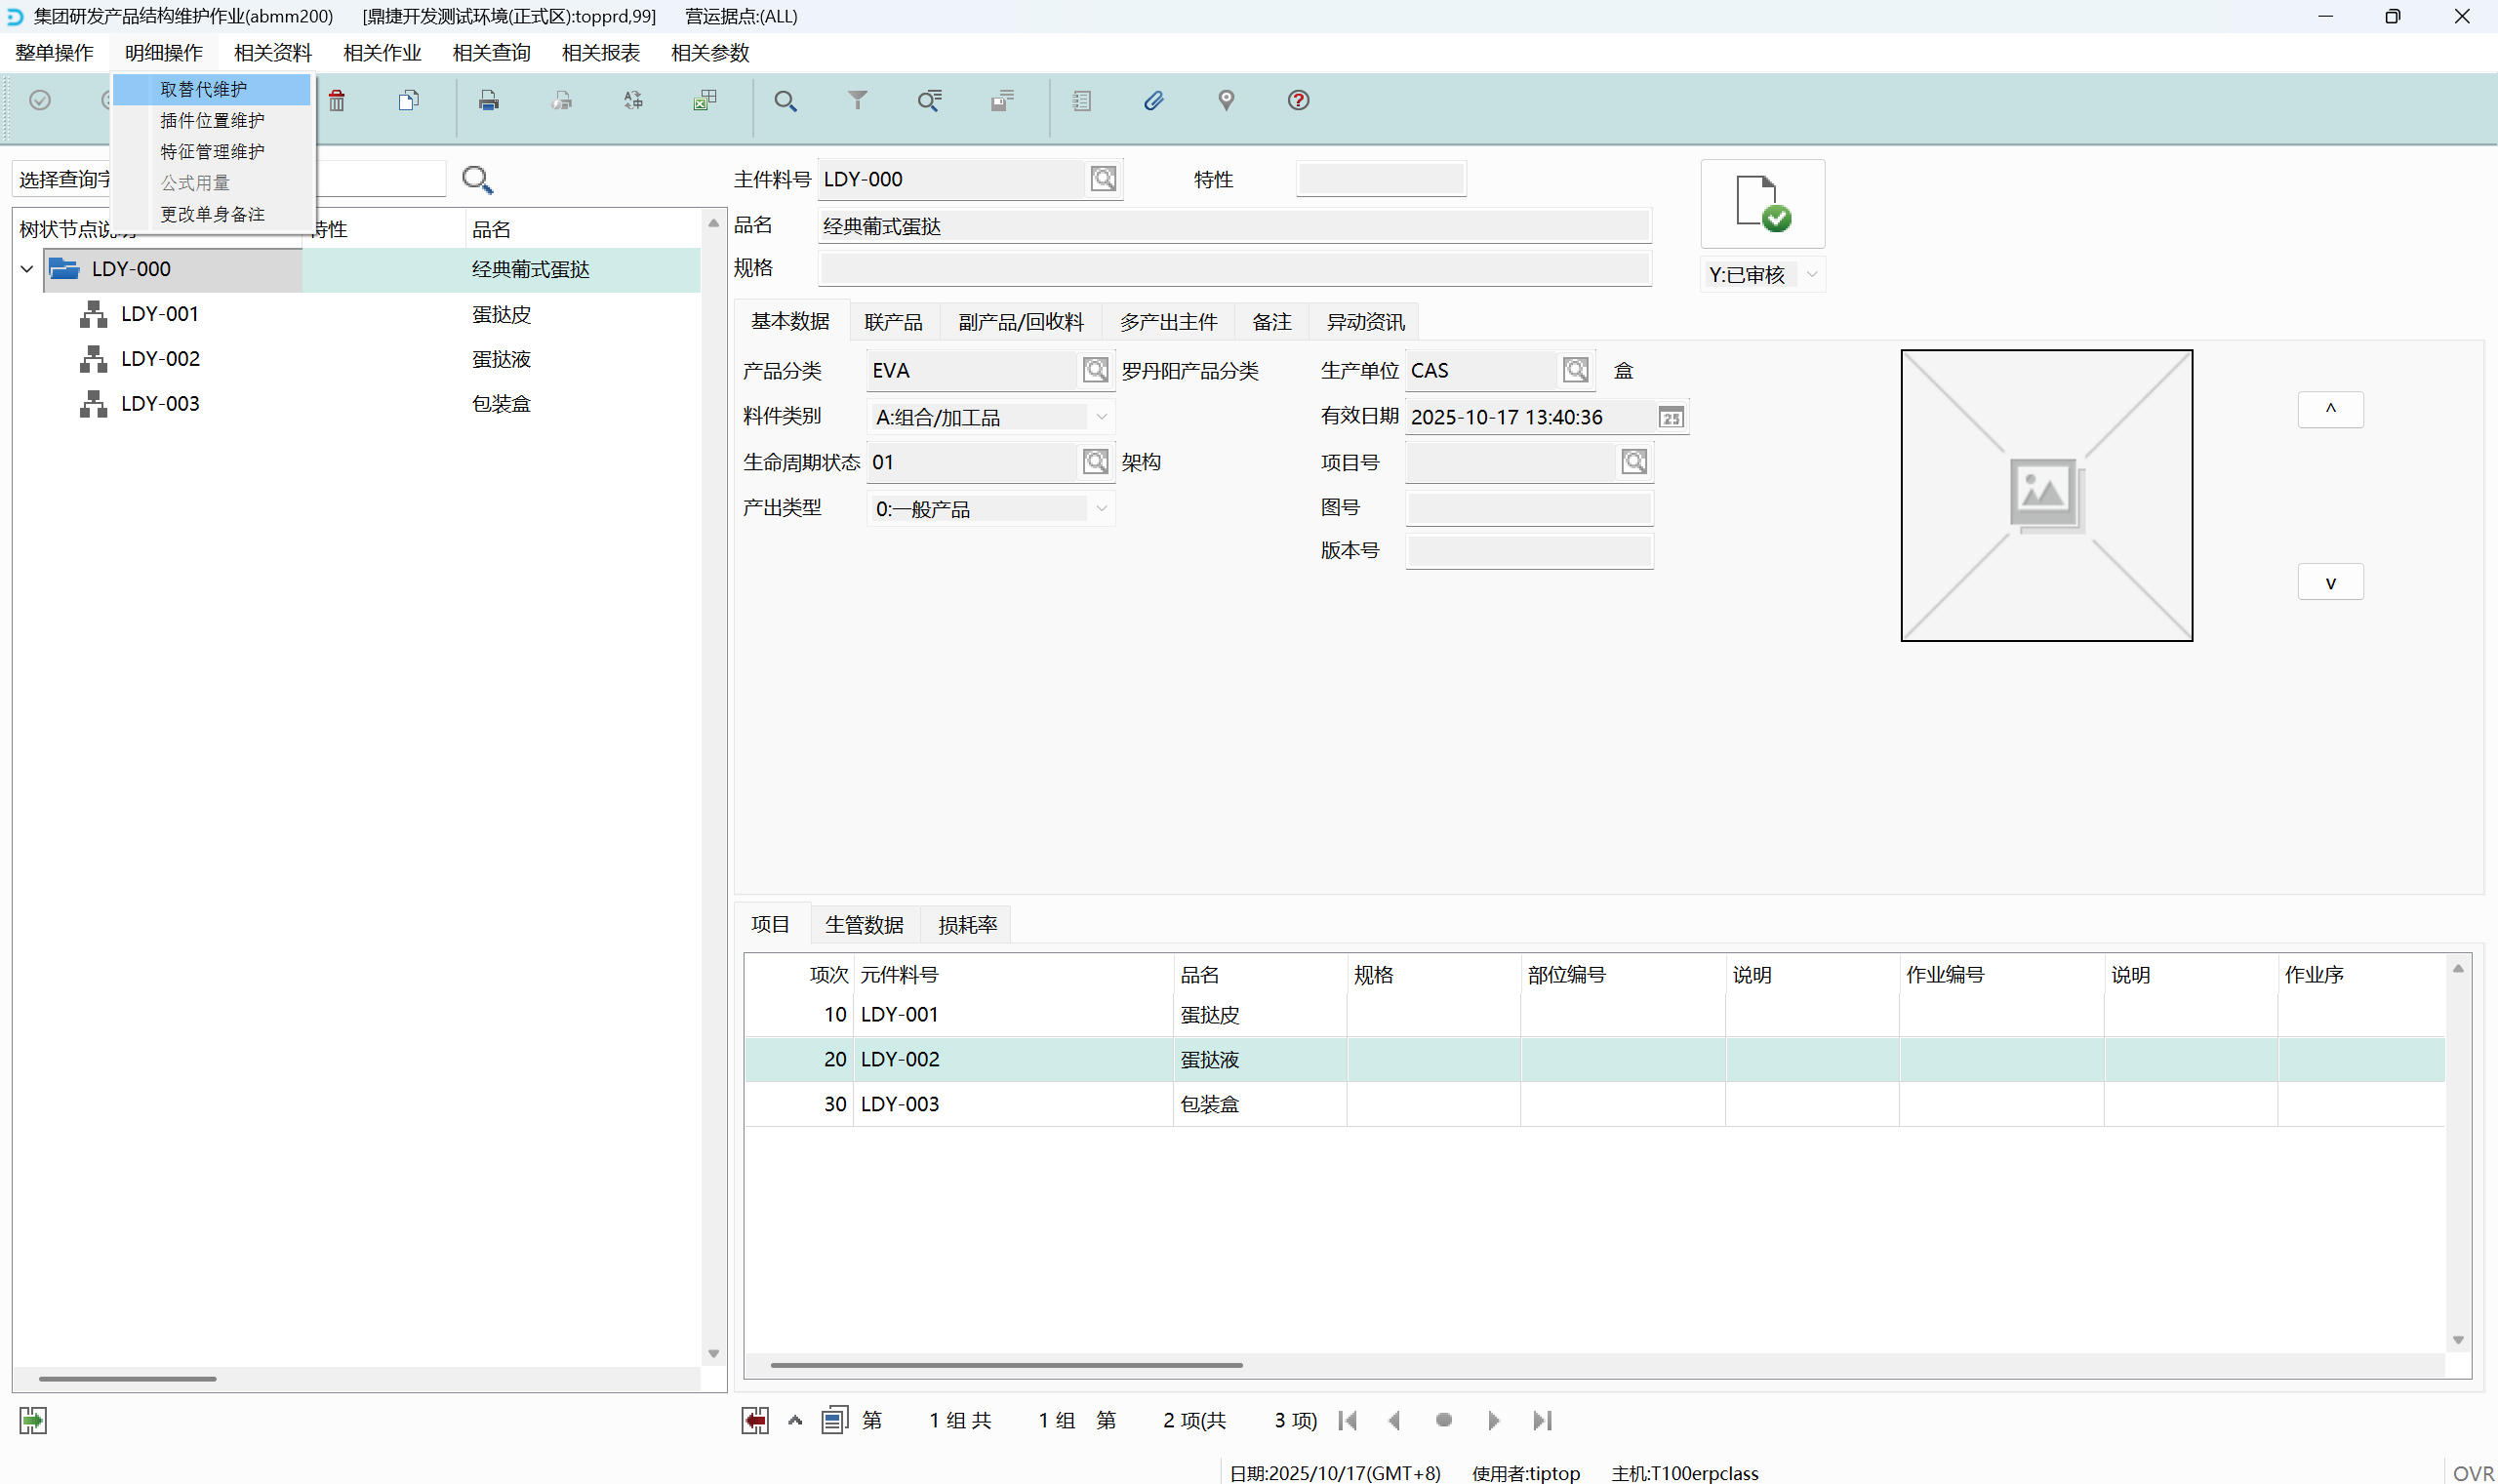 集团研发产品结构维护作业(abmm200) [鼎捷开发测试环境(正式区):topprd,99] 营运据点:(ALL)
整单操作 明细操作 相关资料 相关作业 相关查询 相关报表 相关参数
取替代维护
插件位置维护
特征管理维护
公式用量
更改单身备注
选择查询字
树状节点说明 特性 品名
LDY-000 经典葡式蛋挞
LDY-001 蛋挞皮
LDY-002 蛋挞液
LDY-003 包装盒
主件料号 LDY-000 特性
品名 经典葡式蛋挞
规格
Y:已审核
基本数据 联产品 副产品/回收料 多产出主件 备注 异动资讯
产品分类 EVA 罗丹阳产品分类 生产单位 CAS 盒
料件类别 A:组合/加工品 有效日期 2025-10-17 13:40:36 25
生命周期状态 01 架构 项目号
产出类型 0:一般产品 图号
版本号
^
v
项目 生管数据 损耗率
项次 元件料号 品名 规格 部位编号 说明 作业编号 说明 作业序
10 LDY-001 蛋挞皮
20 LDY-002 蛋挞液
30 LDY-003 包装盒
第 1 组 共 1 组 第 2 项(共 3 项)
日期:2025/10/17(GMT+8) 使用者:tiptop 主机:T100erpclass OVR